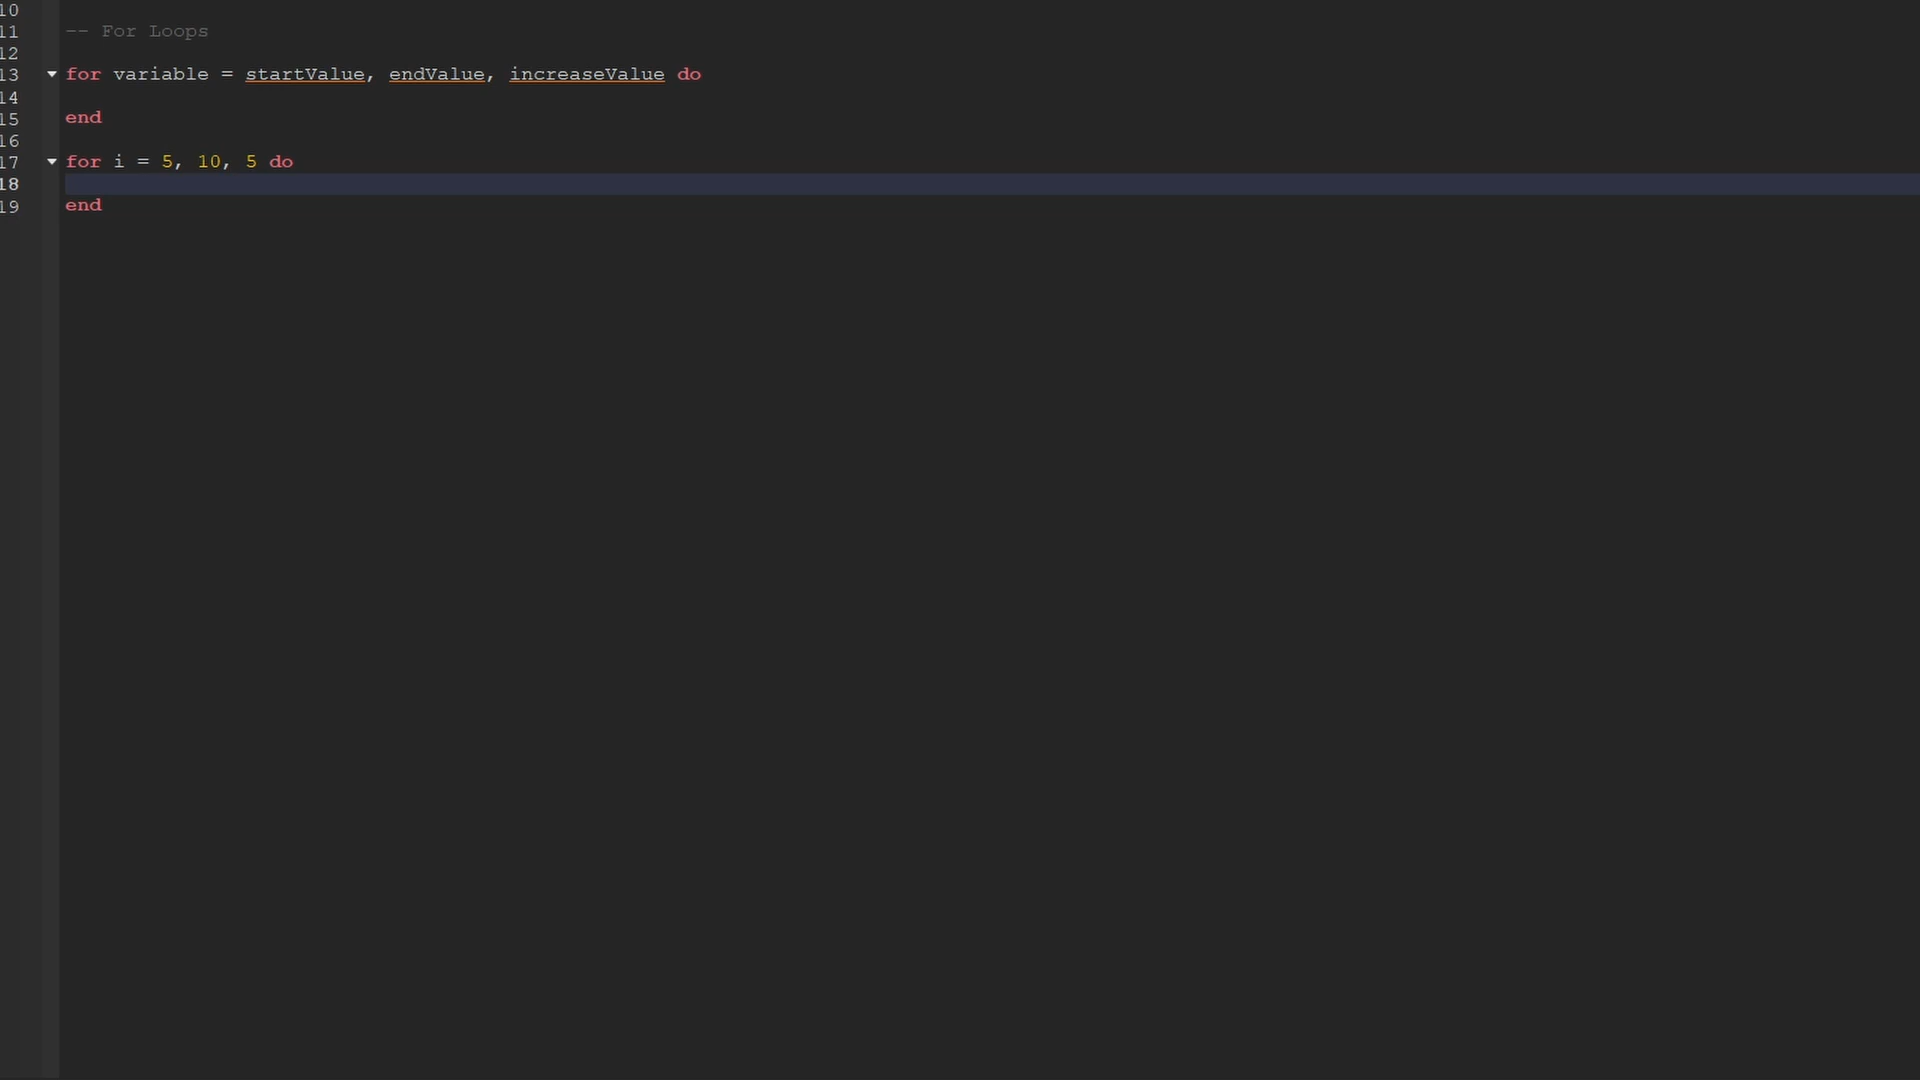 10
11 -- For Loops
12
13 for variable = startValue, endValue, increaseValue do
14
15 end
16
17 for i = 5, 10, 5 do
18
19 end